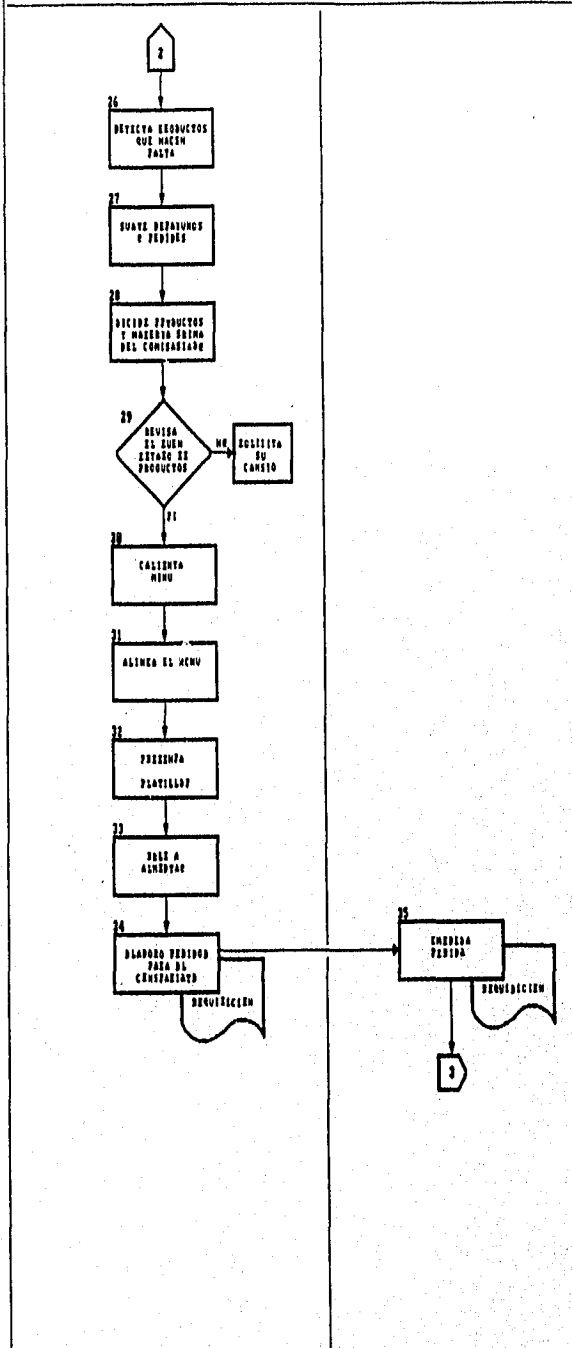 2
26
DETECTA PRODUCTOS
QUE HACEN
FALTA
27
SURTE DESAYUNOS
O PEDIDOS
28
RECIBE PRODUCTOS
Y MATERIA PRIMA
DEL COMISARIATO
29
REVISA
EL BUEN
ESTADO DE
PRODUCTOS
NO
SOLICITA
SU
CAMBIO
SI
30
CALIENTA
MENU
31
ALINEA EL MENU
32
PRESENTA
PLATILLOS
33
SALE A
ALMORZAR
34
ELABORA PEDIDOS
PARA EL
COMISARIATO
REQUISICION
35
PEDIDO
REQUISICION
3